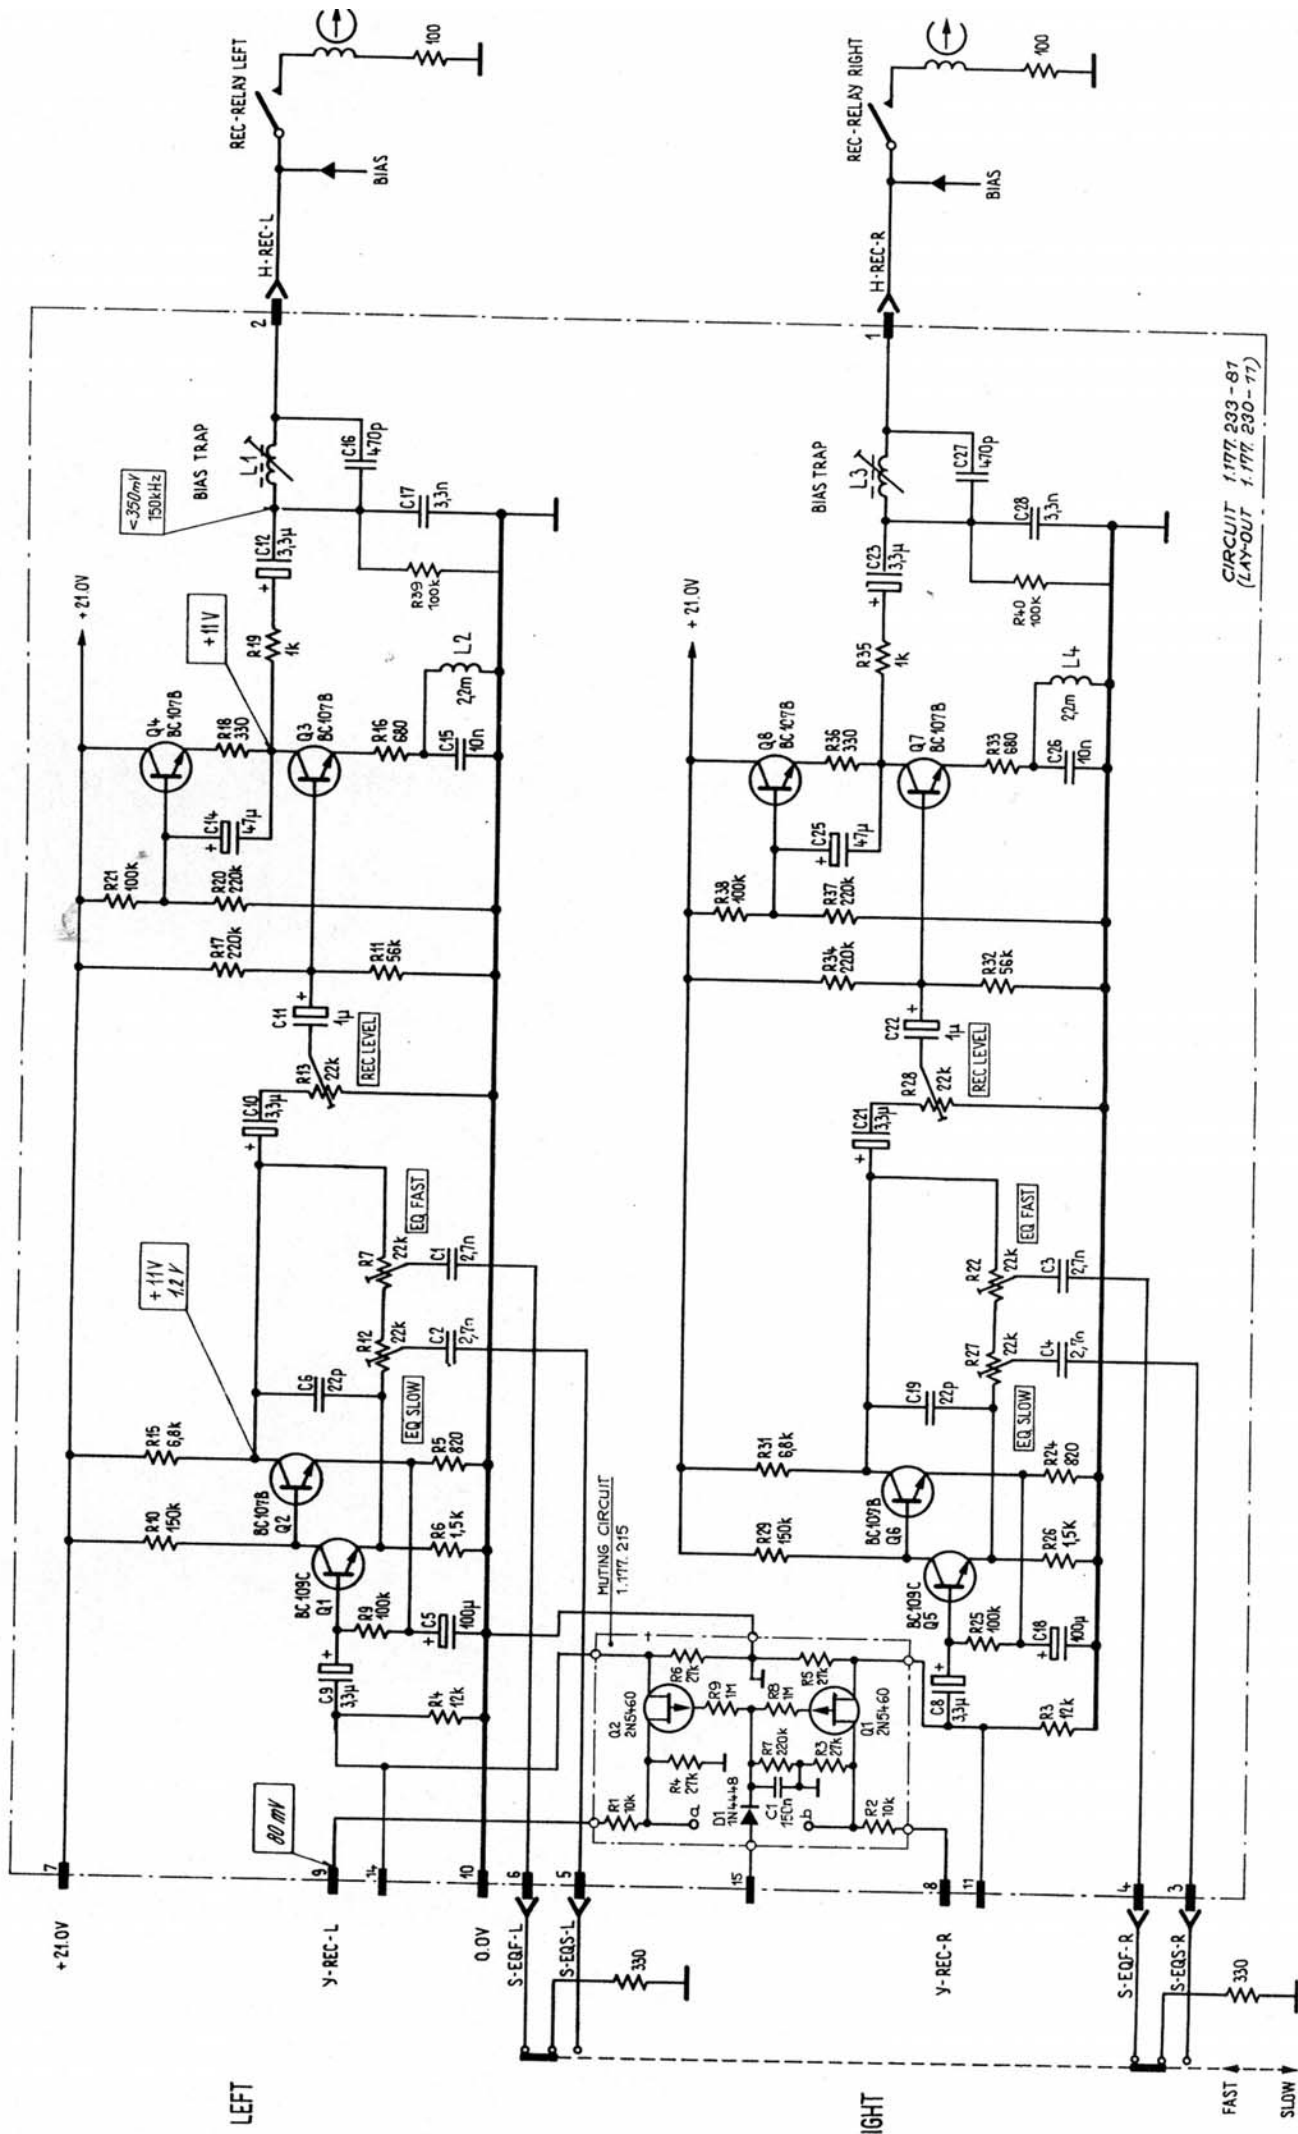 LEFT
+21.0V
7
80 mV
Y-REC-L
9
14
0.0V
10
S-EQF-L
6
S-EQS-L
5
330
C9
3,3µ
R4
12k
BC109C
Q1
R9
100k
C5
100µ
R10
150k
BC107B
Q2
R6
1,5k
R15
6,8k
R5
820
+11V
1.2V
C6
22p
EQ SLOW
R12
22k
C2
2,7n
R7
22k
EQ FAST
C1
2,7n
C10
3,3µ
R13
22k
REC LEVEL
C11
1µ
R17
220k
R11
56k
R21
100k
R20
220k
C14
47µ
Q4
BC107B
R18
330
Q3
BC107B
R16
680
C15
10n
L2
2,2m
+21.0V
+11V
R19
1k
C12
3,3µ
R39
100k
<350mV
150kHz
BIAS TRAP
L1
C16
470p
C17
3,3n
2
H-REC-L
BIAS
REC-RELAY LEFT
100
MUTING CIRCUIT
1.177.215
R1
10k
a
Q2
2N5460
R4
27k
R6
27k
R9
1M
R8
1M
D1
1N4448
R7
220k
C1
150n
R3
27k
R5
27k
b
Q1
2N5460
R2
10k
15
IGHT
Y-REC-R
8
11
S-EQF-R
4
S-EQS-R
3
330
FAST
SLOW
C8
3,3µ
R3
12k
BC109C
Q5
R25
100k
C18
100µ
R29
150k
BC107B
Q6
R26
1,5k
R31
6,8k
R24
820
C19
22p
EQ SLOW
R27
22k
C4
2,7n
R22
22k
EQ FAST
C3
2,7n
C21
3,3µ
R28
22k
REC LEVEL
C22
1µ
R34
220k
R32
56k
R38
100k
R37
220k
C25
47µ
Q8
BC107B
R36
330
Q7
BC107B
R33
680
C26
10n
L4
2,2m
+21.0V
R35
1k
C23
3,3µ
R40
100k
BIAS TRAP
L3
C27
470p
C28
3,3n
1
H-REC-R
BIAS
REC-RELAY RIGHT
100
CIRCUIT 1.177.233-81
(LAY-OUT 1.177.230-11)